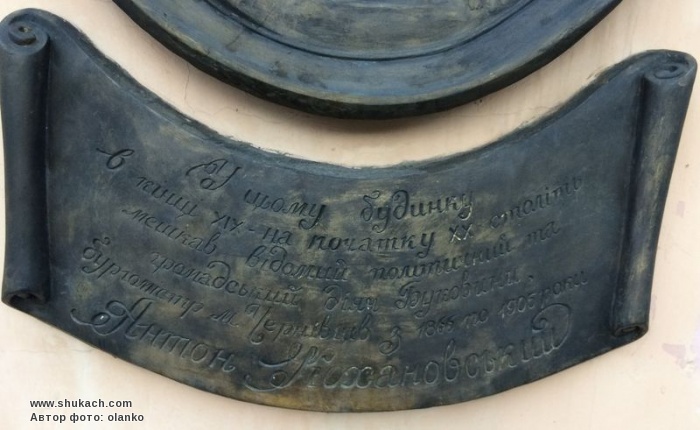 У цьому будинку
в кінці XIX - на початку XX століть
мешкав відомий політичний та
громадський діяч Буковини,
бургомістр м. Чернівців з 1866 по 1905 роки
Антон Кохановський
www.shukach.com
Автор фото: olanko